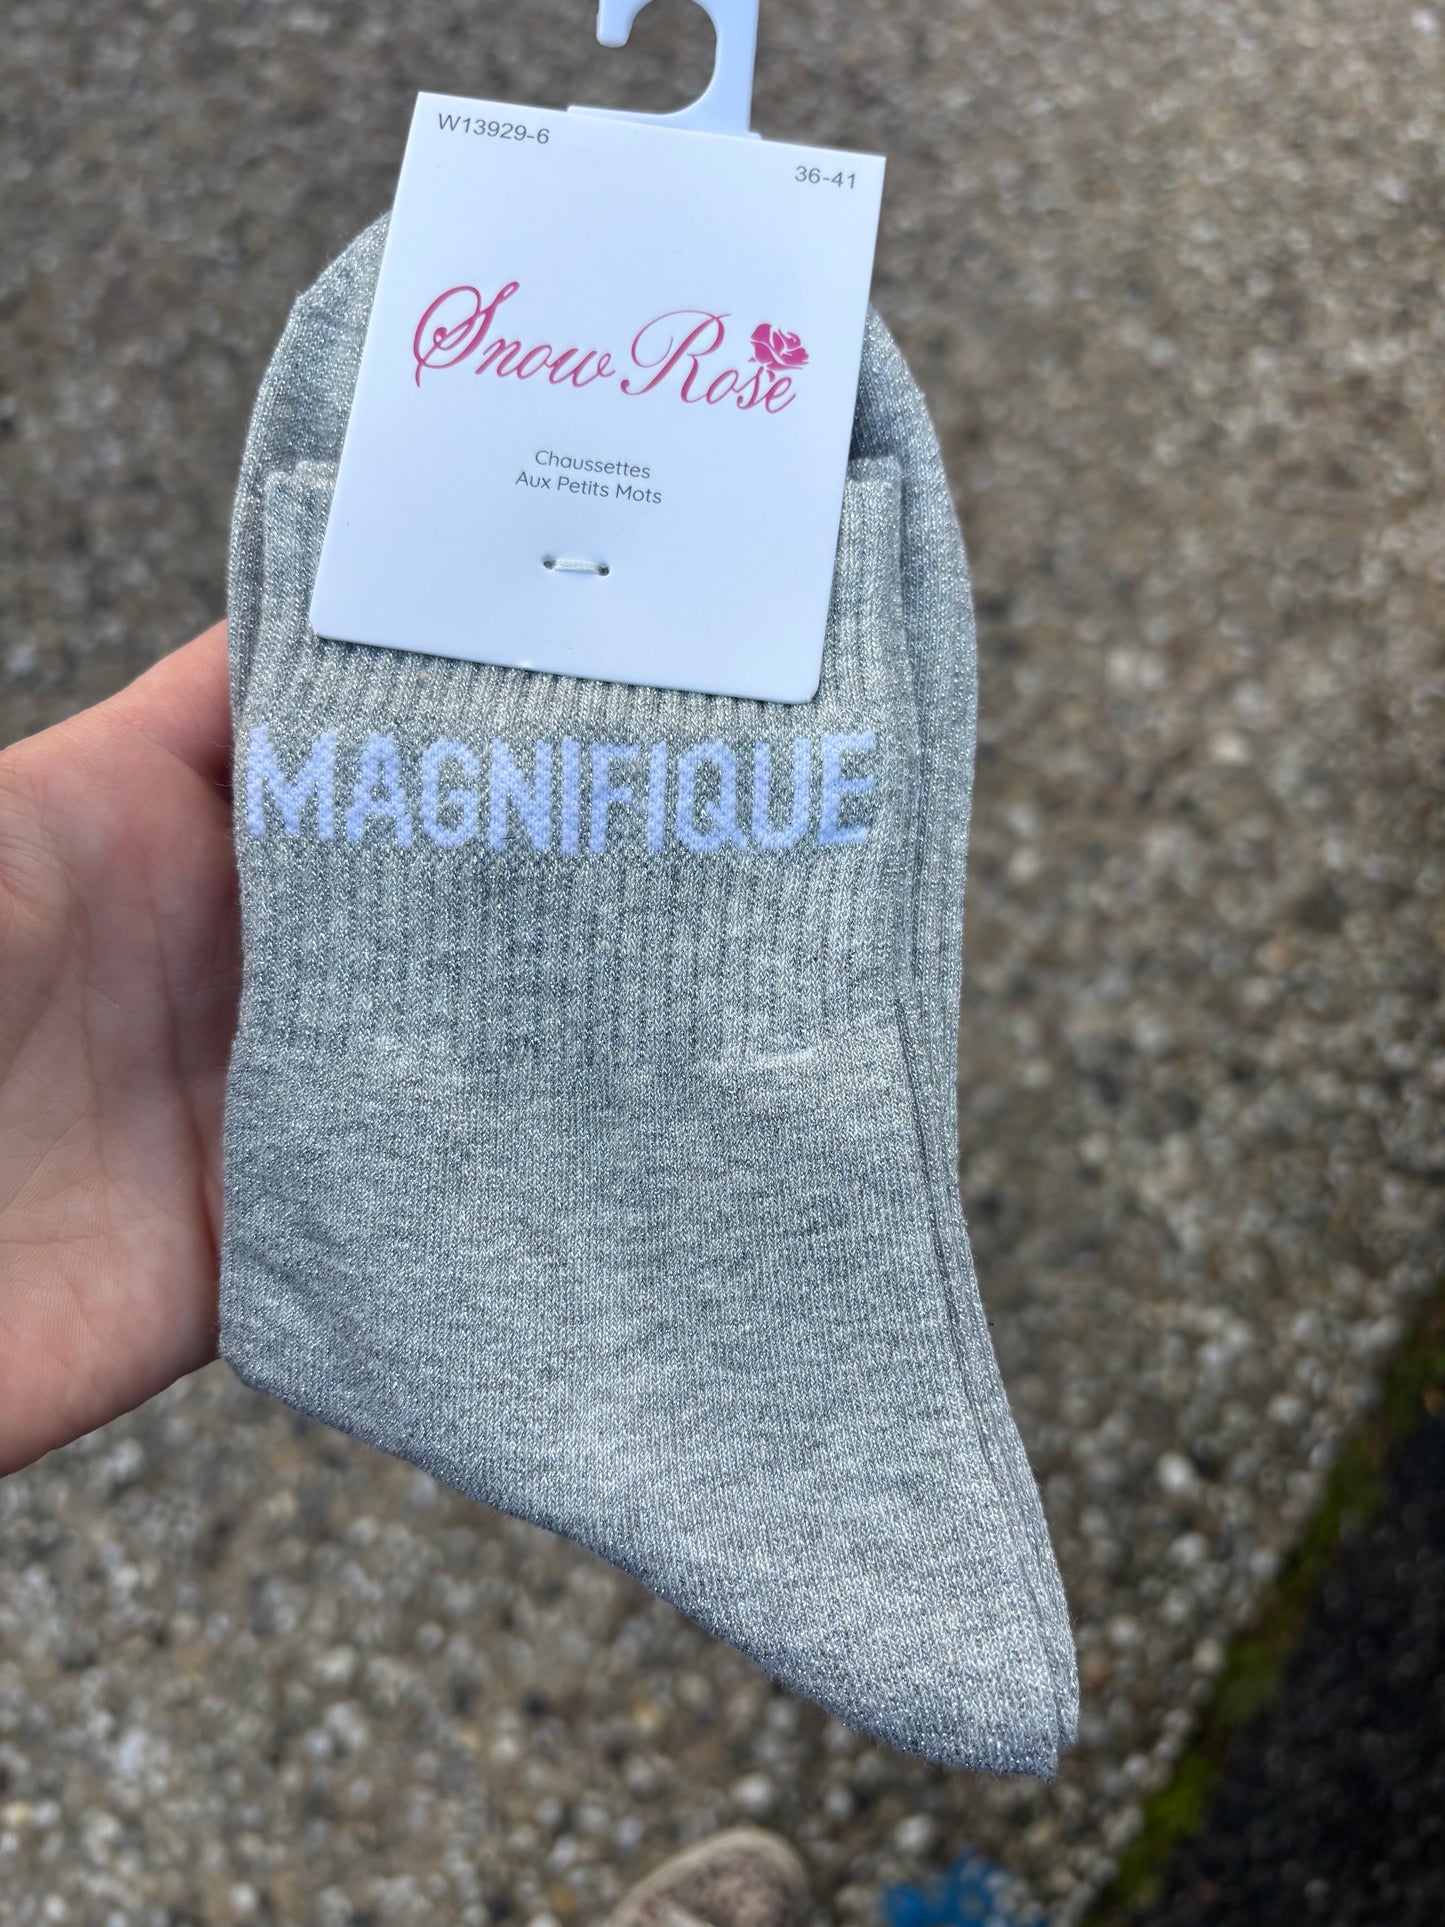 W13929-6
36-41
Snow Rose
Chaussettes
Aux Petits Mots
MAGNIFIQUE